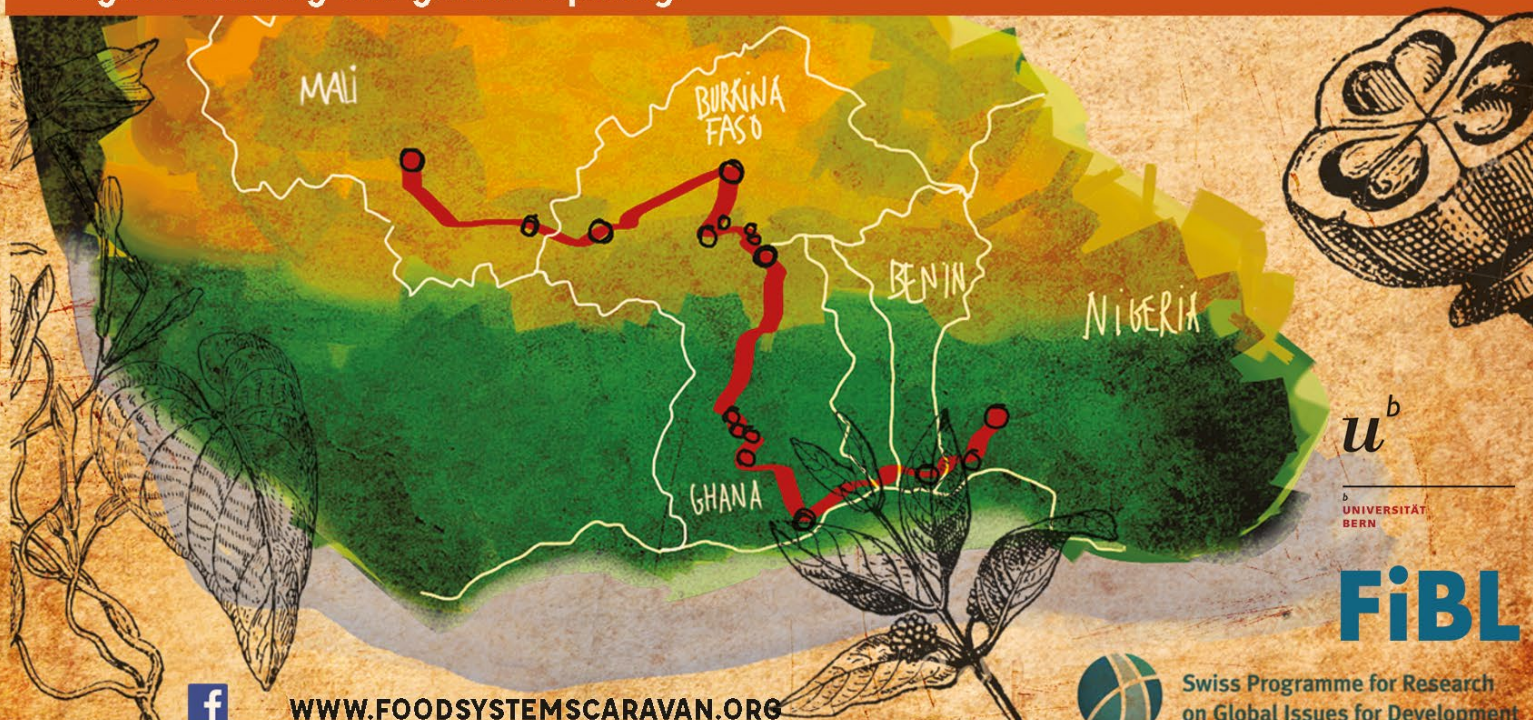 MALI
BURKINA
FASO
BENIN
NIGERIA
GHANA
u
b
b
UNIVERSITÄT
BERN
FiBL
f
WWW.FOODSYSTEMSCARAVAN.ORG
Swiss Programme for Research
on Global Issues for Development